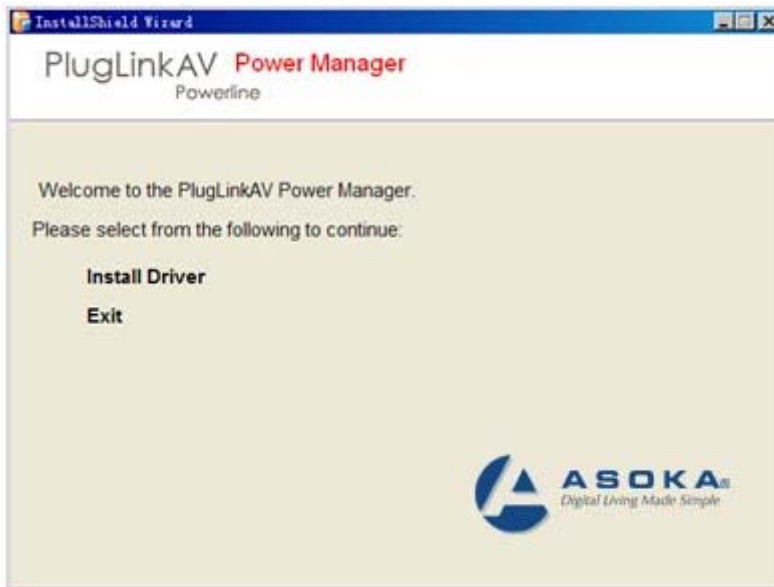 InstallShield Wizard
PlugLinkAV Power Manager
Powerline
Welcome to the PlugLinkAV Power Manager.
Please select from the following to continue:
Install Driver
Exit
ASOKA®
Digital Living Made Simple